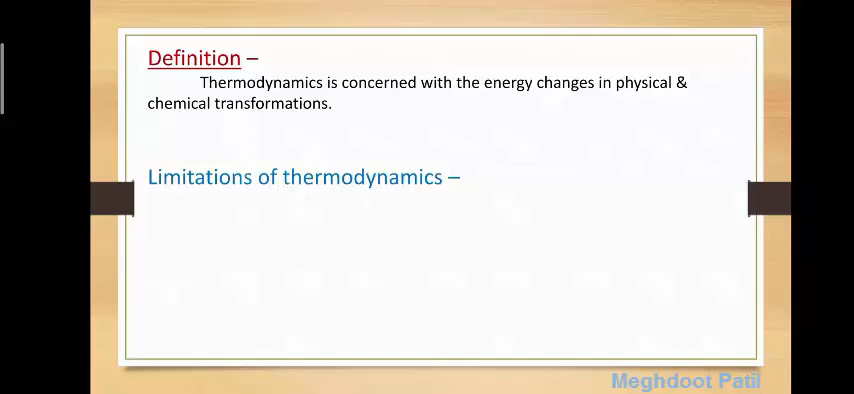 Definition –
Thermodynamics is concerned with the energy changes in physical &
chemical transformations.
Limitations of thermodynamics –
Meghdoot Patil